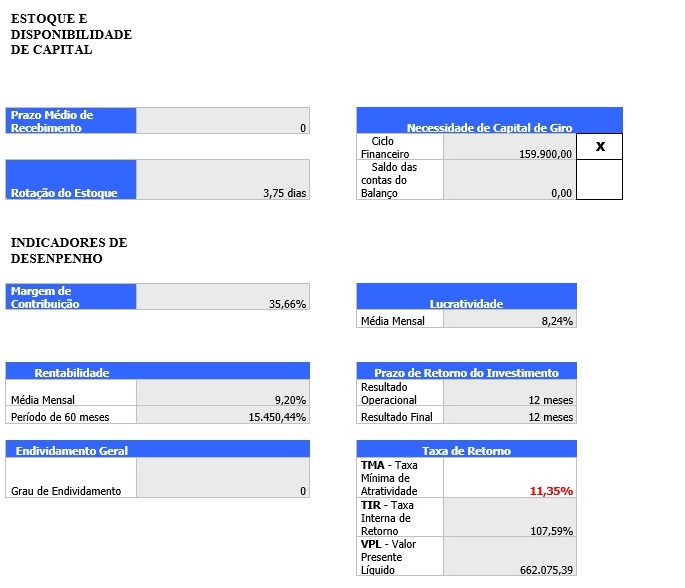 ESTOQUE E
DISPONIBILIDADE
DE CAPITAL
Prazo Médio de
Recebimento
0
Rotação do Estoque
3,75 dias
Necessidade de Capital de Giro
Ciclo
Financeiro
159.900,00
X
Saldo das
contas do
Balanço
0,00
INDICADORES DE
DESENPENHO
Margem de
Contribuição
35,66%
Lucratividade
Média Mensal
8,24%
Rentabilidade
Média Mensal
9,20%
Período de 60 meses
15.450,44%
Prazo de Retorno do Investimento
Resultado
Operacional
12 meses
Resultado Final
12 meses
Endividamento Geral
Grau de Endividamento
0
Taxa de Retorno
TMA - Taxa
Mínima de
Atratividade
11,35%
TIR - Taxa
Interna de
Retorno
107,59%
VPL - Valor
Presente
Líquido
662.075,39